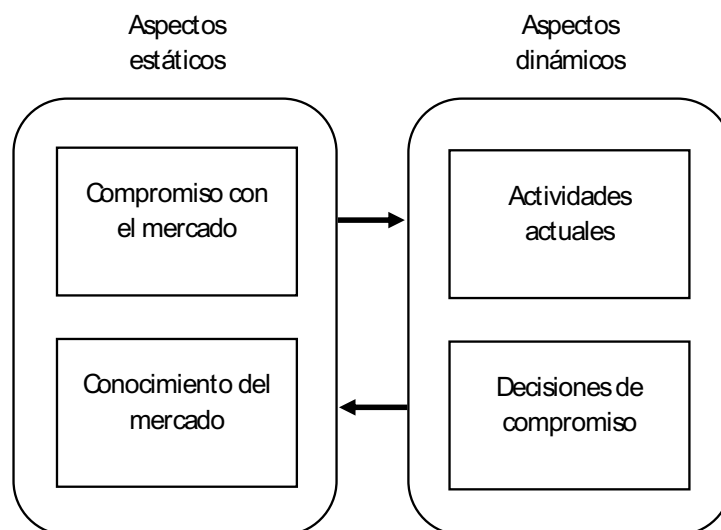 Aspectos
estáticos
Aspectos
dinámicos
Compromiso con
el mercado
Actividades
actuales
Conocimiento del
mercado
Decisiones de
compromiso